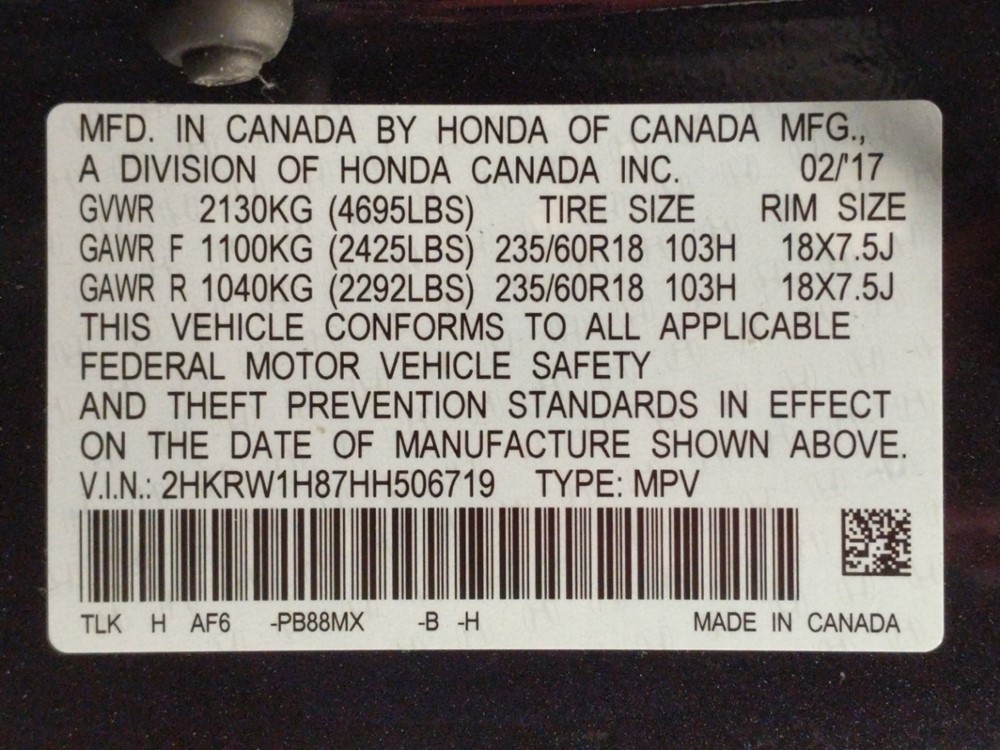 MFD. IN CANADA BY HONDA OF CANADA MFG.,
A DIVISION OF HONDA CANADA INC. 02/'17
GVWR 2130KG (4695LBS) TIRE SIZE RIM SIZE
GAWR F 1100KG (2425LBS) 235/60R18 103H 18X7.5J
GAWR R 1040KG (2292LBS) 235/60R18 103H 18X7.5J
THIS VEHICLE CONFORMS TO ALL APPLICABLE
FEDERAL MOTOR VEHICLE SAFETY
AND THEFT PREVENTION STANDARDS IN EFFECT
ON THE DATE OF MANUFACTURE SHOWN ABOVE.
V.I.N.: 2HKRW1H87HH506719 TYPE: MPV
TLK H AF6 -PB88MX -B -H MADE IN CANADA